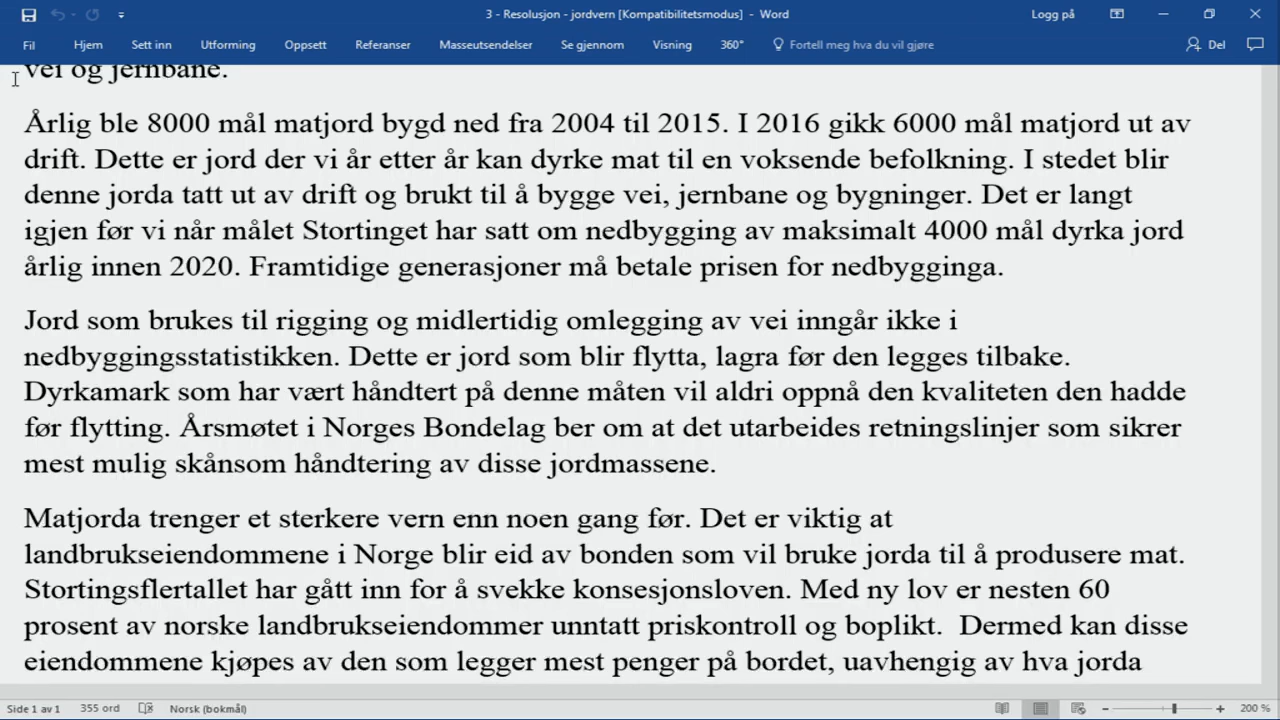 3 - Resolusjon - jordvern [Kompatibilitetsmodus] - Word
Logg på
Fil Hjem Sett inn Utforming Oppsett Referanser Masseutsendelser Se gjennom Visning 360° Fortell meg hva du vil gjøre Del
vei og jernbane.
Årlig ble 8000 mål matjord bygd ned fra 2004 til 2015. I 2016 gikk 6000 mål matjord ut av
drift. Dette er jord der vi år etter år kan dyrke mat til en voksende befolkning. I stedet blir
denne jorda tatt ut av drift og brukt til å bygge vei, jernbane og bygninger. Det er langt
igjen før vi når målet Stortinget har satt om nedbygging av maksimalt 4000 mål dyrka jord
årlig innen 2020. Framtidige generasjoner må betale prisen for nedbygginga.
Jord som brukes til rigging og midlertidig omlegging av vei inngår ikke i
nedbyggingsstatistikken. Dette er jord som blir flytta, lagra før den legges tilbake.
Dyrkamark som har vært håndtert på denne måten vil aldri oppnå den kvaliteten den hadde
før flytting. Årsmøtet i Norges Bondelag ber om at det utarbeides retningslinjer som sikrer
mest mulig skånsom håndtering av disse jordmassene.
Matjorda trenger et sterkere vern enn noen gang før. Det er viktig at
landbrukseiendommene i Norge blir eid av bonden som vil bruke jorda til å produsere mat.
Stortingsflertallet har gått inn for å svekke konsesjonsloven. Med ny lov er nesten 60
prosent av norske landbrukseiendommer unntatt priskontroll og boplikt.  Dermed kan disse
eiendommene kjøpes av den som legger mest penger på bordet, uavhengig av hva jorda
Side 1 av 1 355 ord Norsk (bokmål) 200 %